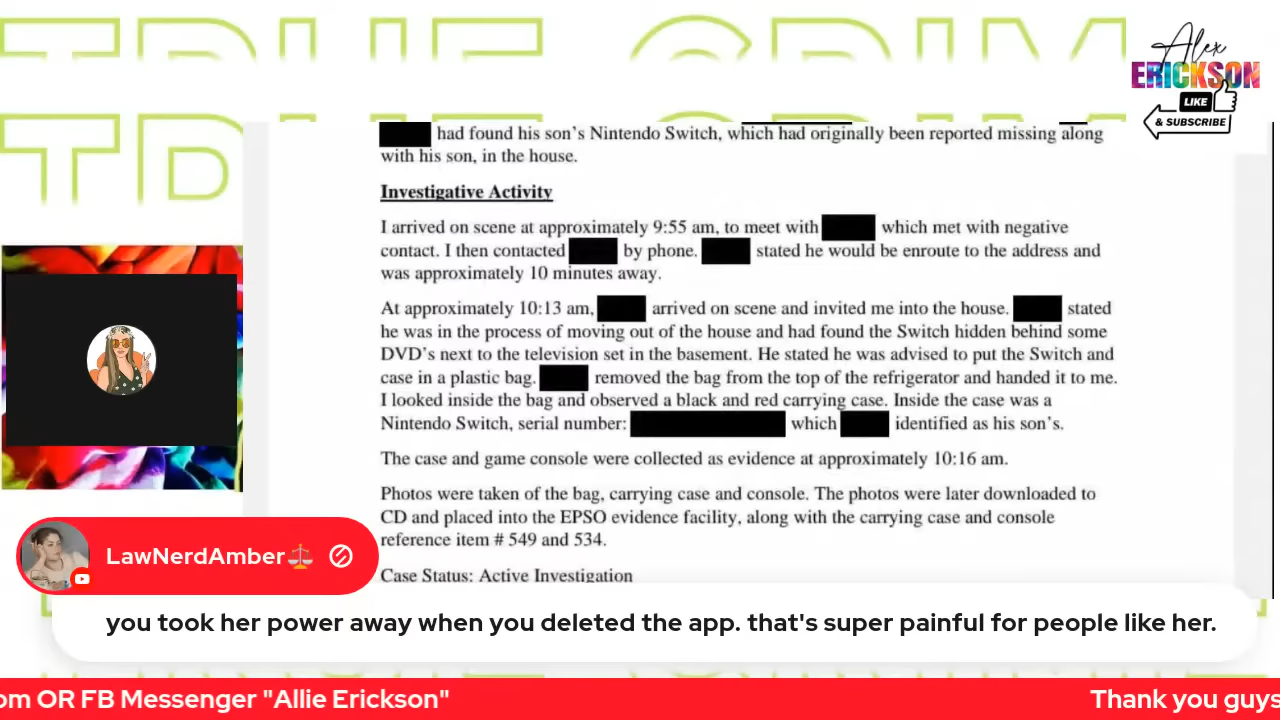 TRUE CRIM
Alex
ERICKSON
LIKE
& SUBSCRIBE
TR
D
had found his son's Nintendo Switch, which had originally been reported missing along
with his son, in the house.
Investigative Activity
I arrived on scene at approximately 9:55 am, to meet with which met with negative
contact. I then contacted by phone. stated he would be enroute to the address and
was approximately 10 minutes away.
At approximately 10:13 am, arrived on scene and invited me into the house. stated
he was in the process of moving out of the house and had found the Switch hidden behind some
DVD's next to the television set in the basement. He stated he was advised to put the Switch and
case in a plastic bag. removed the bag from the top of the refrigerator and handed it to me.
I looked inside the bag and observed a black and red carrying case. Inside the case was a
Nintendo Switch, serial number: which identified as his son's.
The case and game console were collected as evidence at approximately 10:16 am.
Photos were taken of the bag, carrying case and console. The photos were later downloaded to
CD and placed into the EPSO evidence facility, along with the carrying case and console
reference item # 549 and 534.
Case Status: Active Investigation
LawNerdAmber⚖️
you took her power away when you deleted the app. that's super painful for people like her.
om OR FB Messenger "Allie Erickson"
Thank you guys